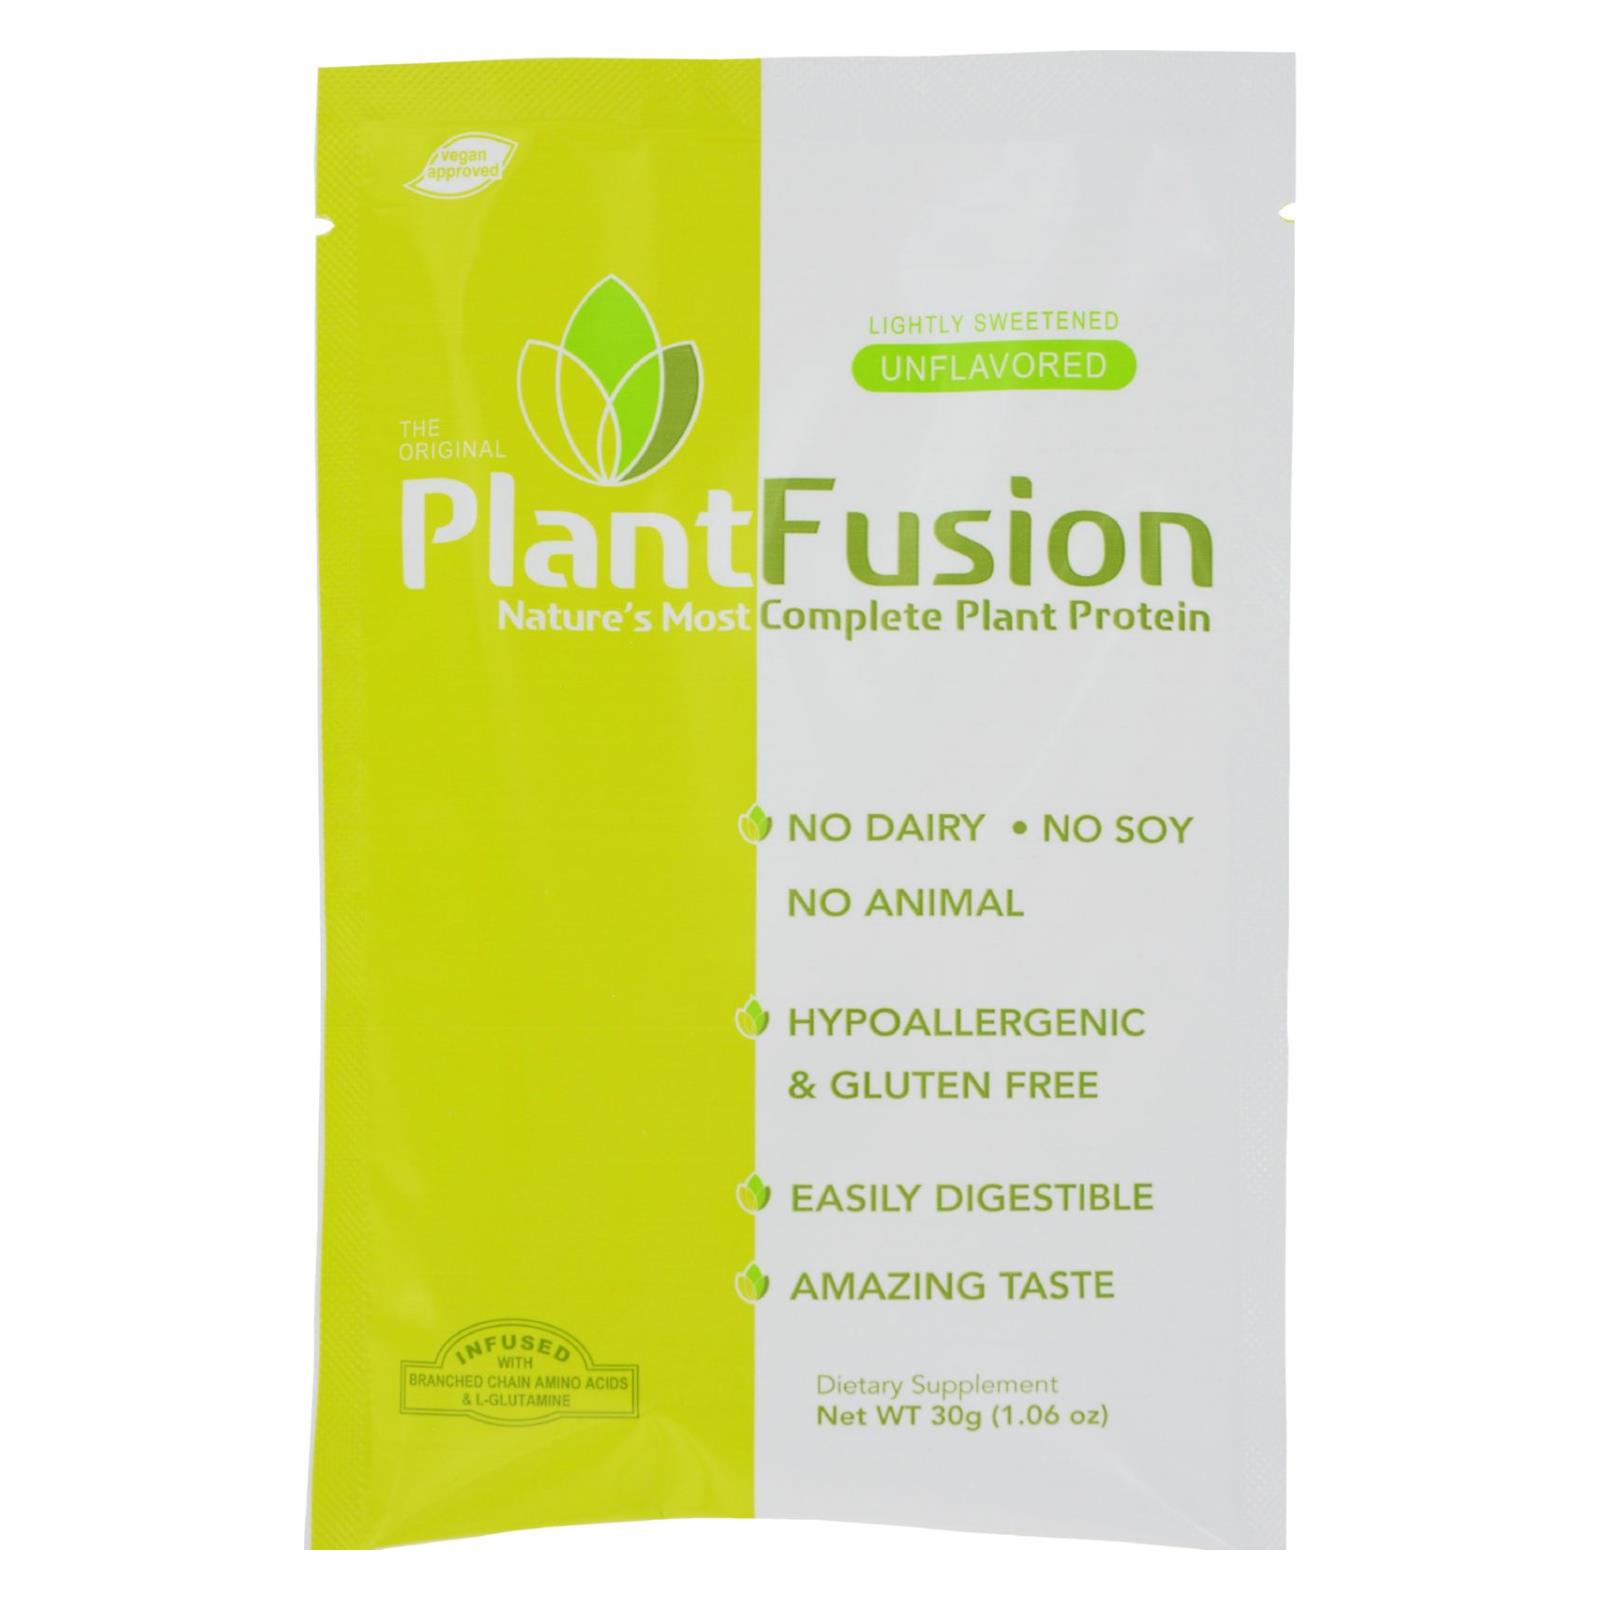 vegan
approved
LIGHTLY SWEETENED
UNFLAVORED
THE
ORIGINAL
PlantFusion
Nature's Most Complete Plant Protein
NO DAIRY • NO SOY
NO ANIMAL
HYPOALLERGENIC
& GLUTEN FREE
EASILY DIGESTIBLE
AMAZING TASTE
INFUSED
WITH
BRANCHED CHAIN AMINO ACIDS
& L-GLUTAMINE
Dietary Supplement
Net WT 30g (1.06 oz)